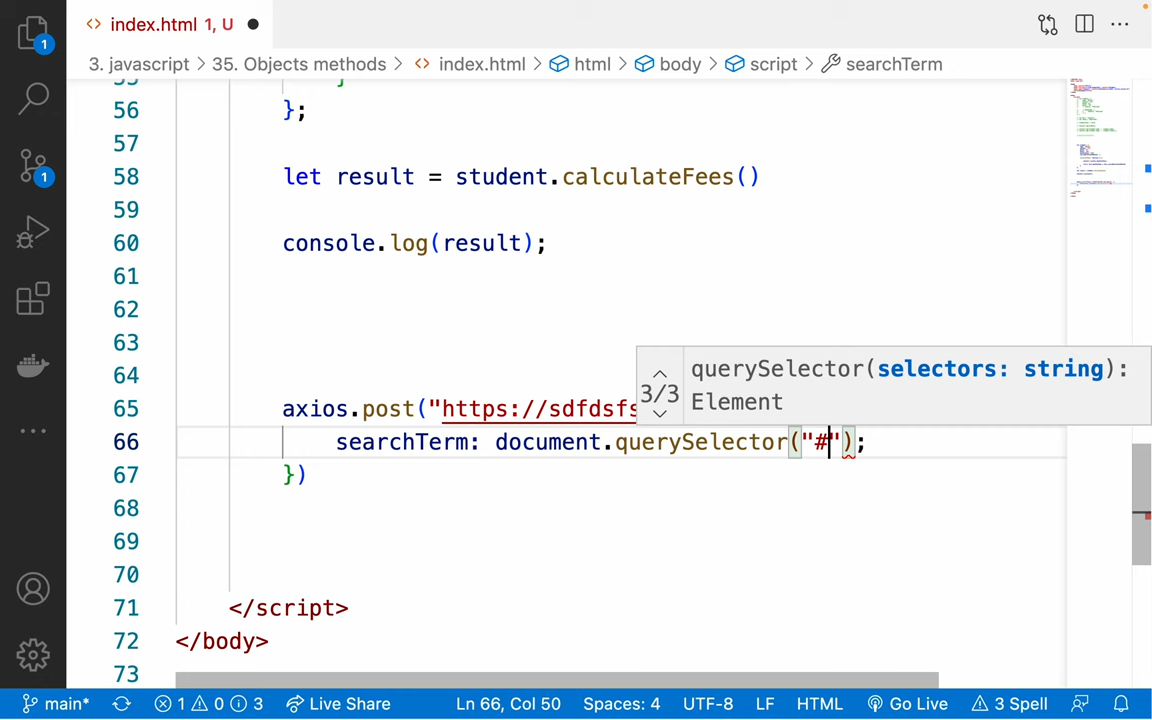 index.html 1, U
3. javascript > 35. Objects methods > index.html > html > body > script > searchTerm
1
1
56 };
57
58 let result = student.calculateFees()
59
60 console.log(result);
61
62
63
64
querySelector(selectors: string):
3/3
Element
65 axios.post("https://sdfdsfs
66 searchTerm: document.querySelector("#");
67 })
68
69
70
71 </script>
72 </body>
73
main* 1 0 3 Live Share Ln 66, Col 50 Spaces: 4 UTF-8 LF HTML Go Live 3 Spell